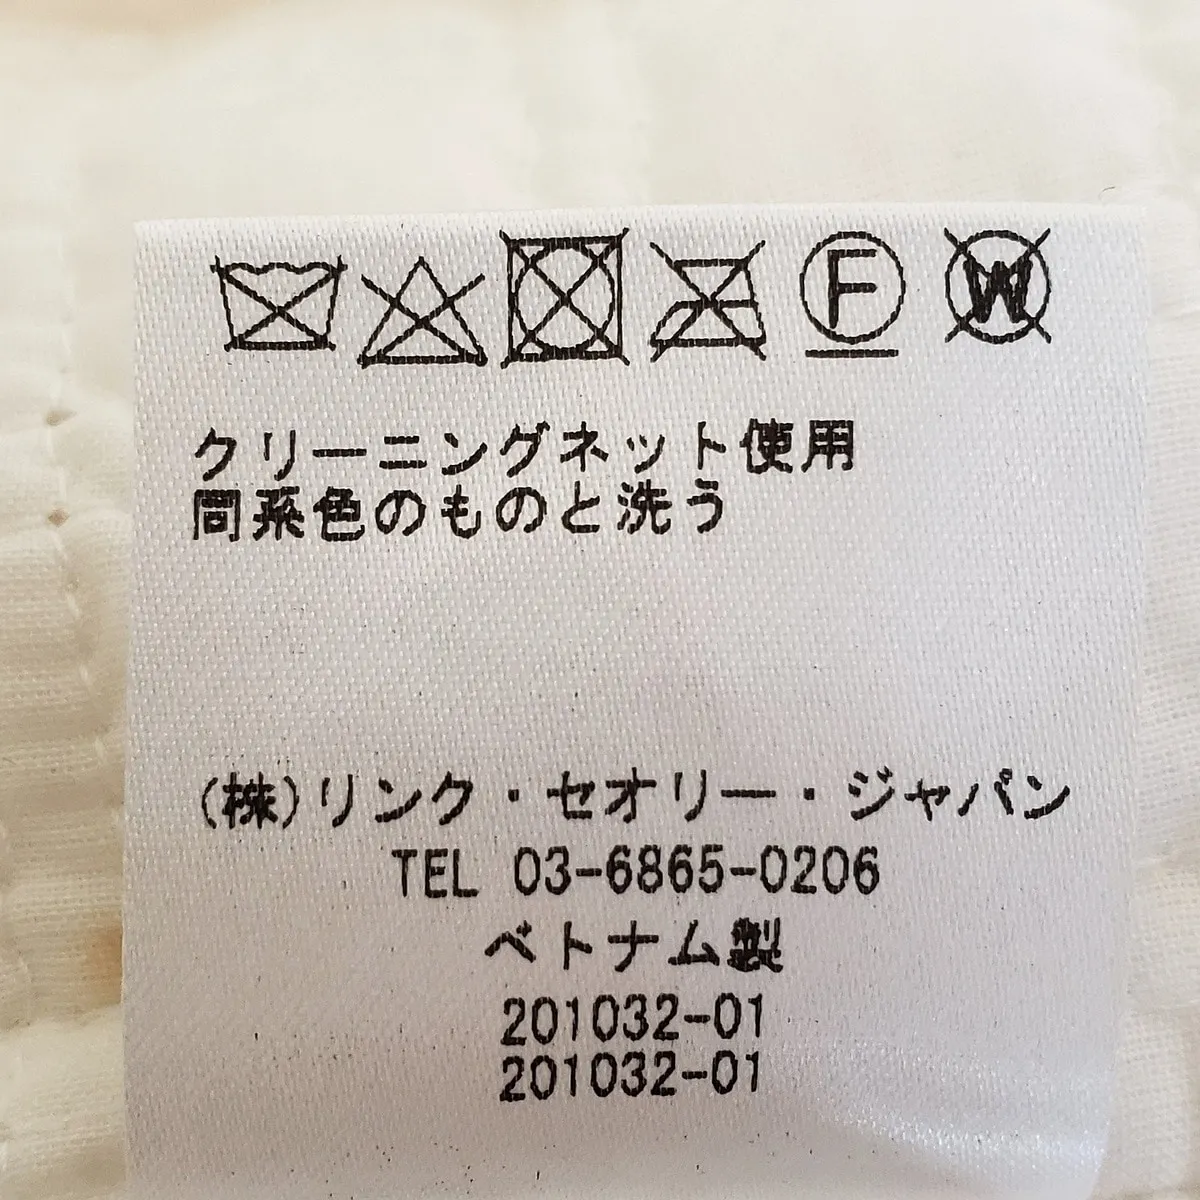 F W
クリーニングネット使用
同系色のものと洗う
(株)リンク・セオリー・ジャパン
TEL 03-6865-0206
ベトナム製
201032-01
201032-01